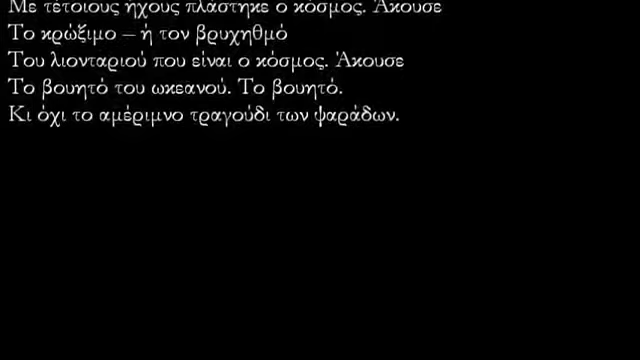 Με τέτοιους ήχους πλάστηκε ο κόσμος. Άκουσε
Το κρώξιμο – ή τον βρυχηθμό
Του λιονταριού που είναι ο κόσμος. Άκουσε
Το βουητό του ωκεανού. Το βουητό.
Κι όχι το αμέριμνο τραγούδι των ψαράδων.